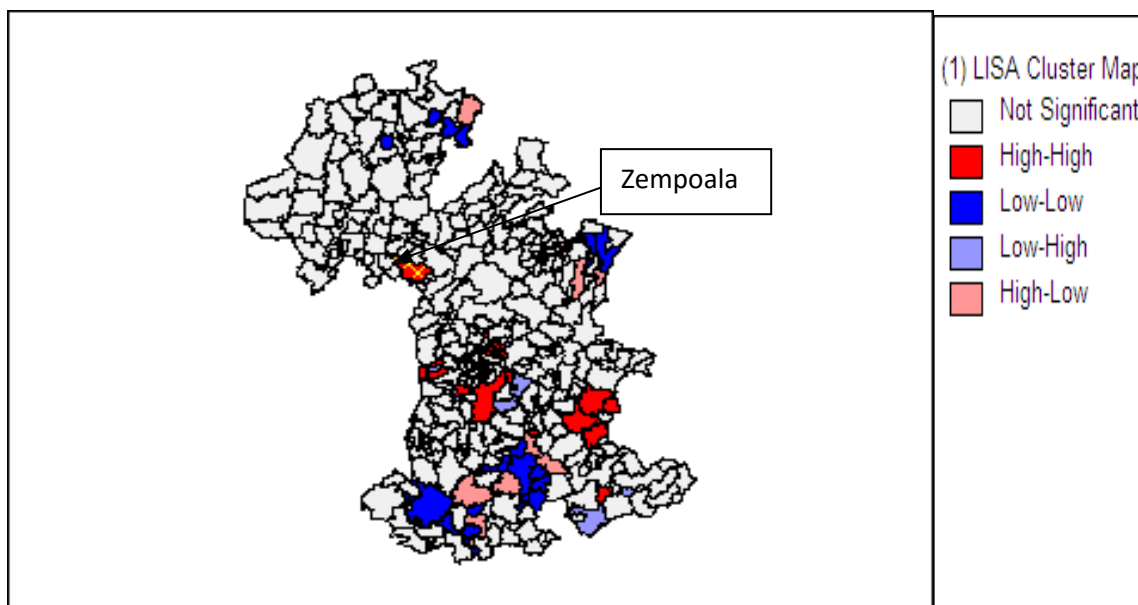 Zempoala
(1) LISA Cluster Map
Not Significant
High-High
Low-Low
Low-High
High-Low